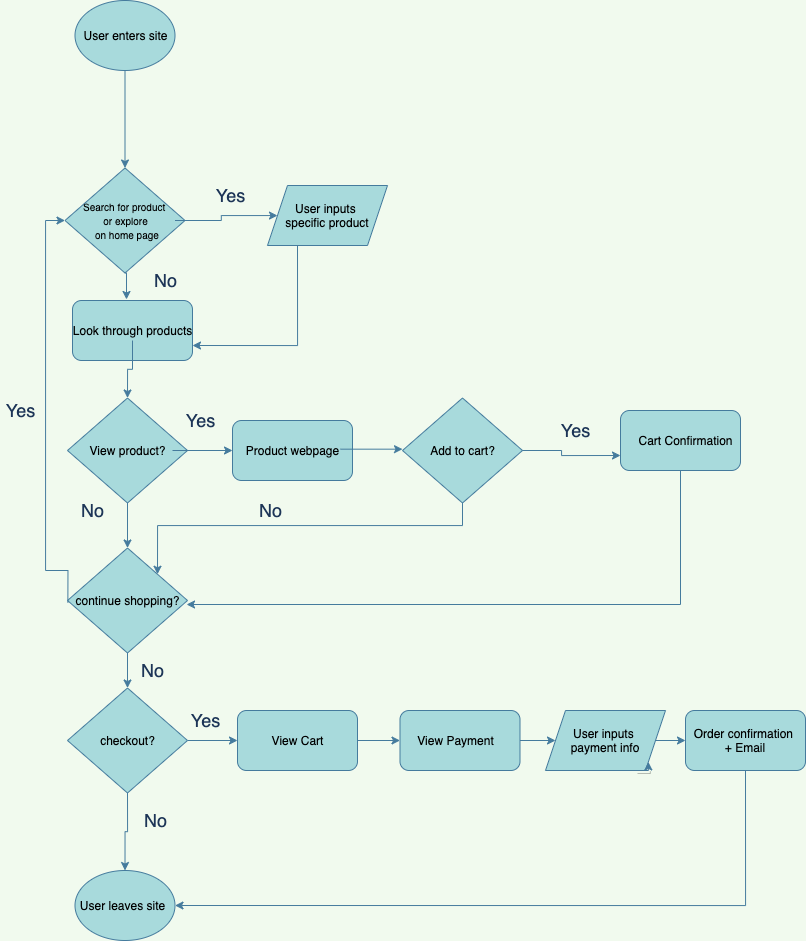 User enters site
Search for product
or explore
on home page
Yes
User inputs
specific product
No
Look through products
Yes
View product?
Yes
Product webpage
Add to cart?
Yes
Cart Confirmation
No
No
continue shopping?
No
checkout?
Yes
View Cart
View Payment
User inputs
payment info
Order confirmation
+ Email
No
User leaves site